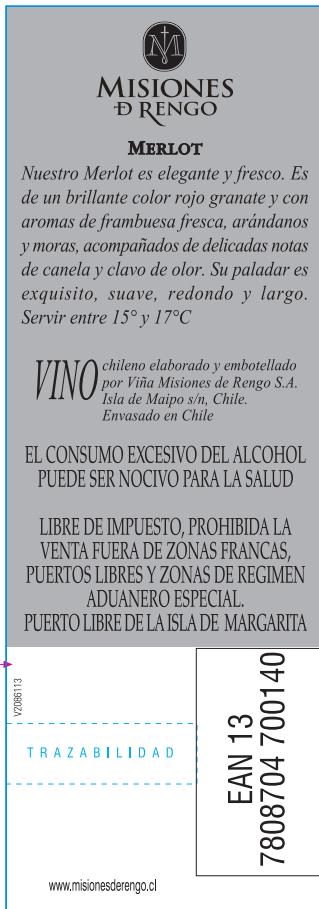 M
MISIONES
D RENGO
MERLOT
Nuestro Merlot es elegante y fresco. Es
de un brillante color rojo granate y con
aromas de frambuesa fresca, arándanos
y moras, acompañados de delicadas notas
de canela y clavo de olor. Su paladar es
exquisito, suave, redondo y largo.
Servir entre 15° y 17°C
VINO
chileno elaborado y embotellado
por Viña Misiones de Rengo S.A.
Isla de Maipo s/n, Chile.
Envasado en Chile
EL CONSUMO EXCESIVO DEL ALCOHOL
PUEDE SER NOCIVO PARA LA SALUD
LIBRE DE IMPUESTO, PROHIBIDA LA
VENTA FUERA DE ZONAS FRANCAS,
PUERTOS LIBRES Y ZONAS DE REGIMEN
ADUANERO ESPECIAL.
PUERTO LIBRE DE LA ISLA DE MARGARITA
V2086113
TRAZABILIDAD
EAN 13
7808704 700140
www.misionesderengo.cl